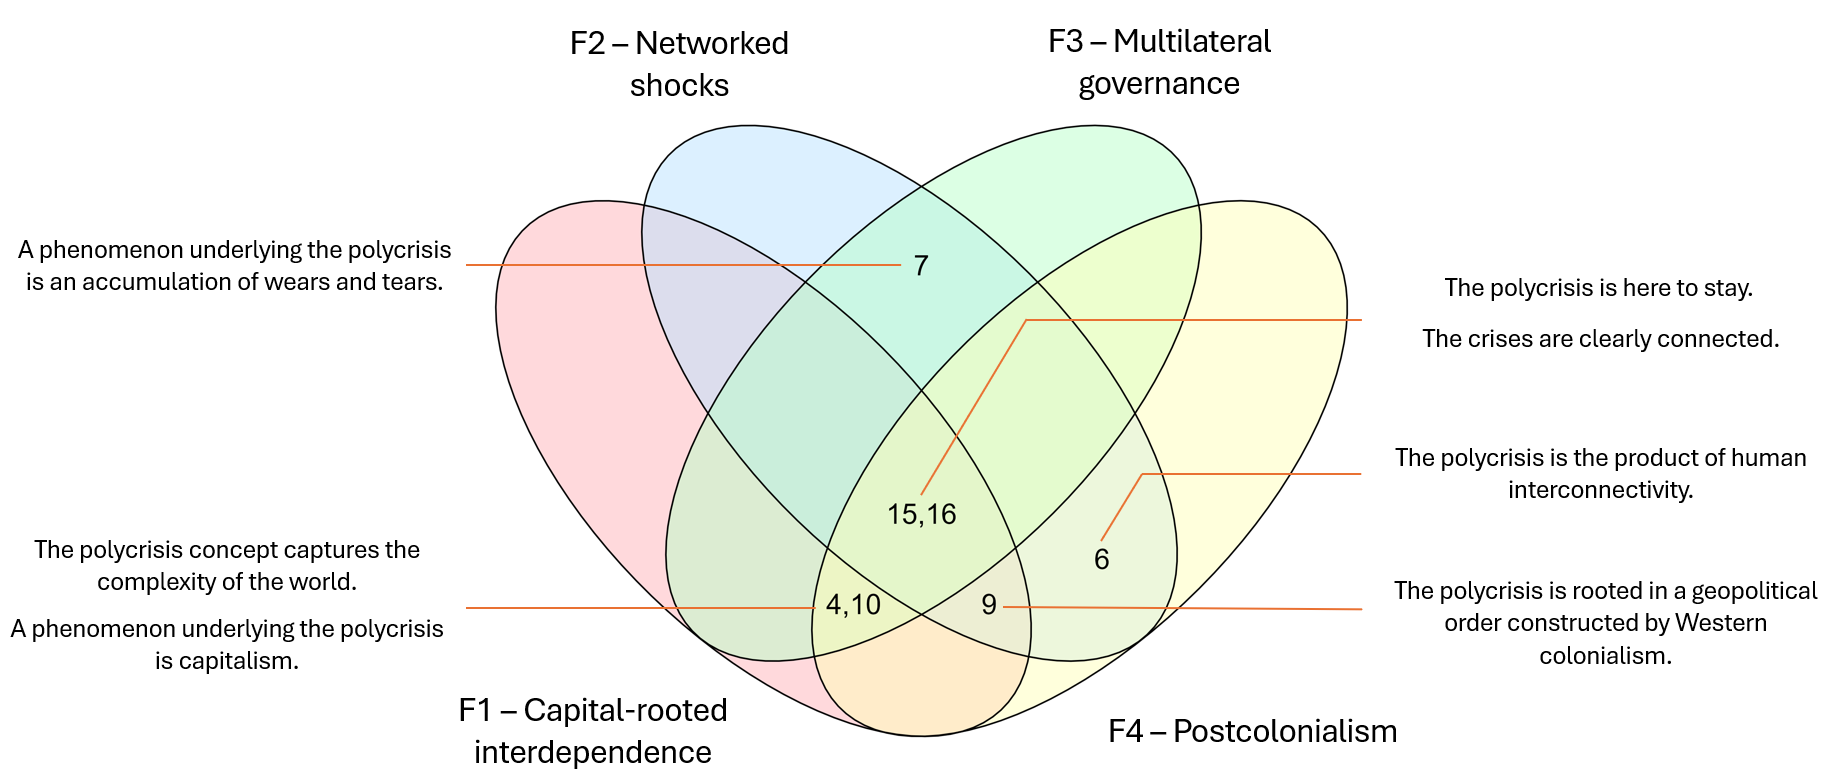 F2 – Networked
shocks
F3 – Multilateral
governance
A phenomenon underlying the polycrisis
is an accumulation of wears and tears.
7
The polycrisis is here to stay.
The crises are clearly connected.
The polycrisis is the product of human
interconnectivity.
15,16
6
The polycrisis concept captures the
complexity of the world.
A phenomenon underlying the polycrisis
is capitalism.
4,10
9
The polycrisis is rooted in a geopolitical
order constructed by Western
colonialism.
F1 – Capital-rooted
interdependence
F4 – Postcolonialism